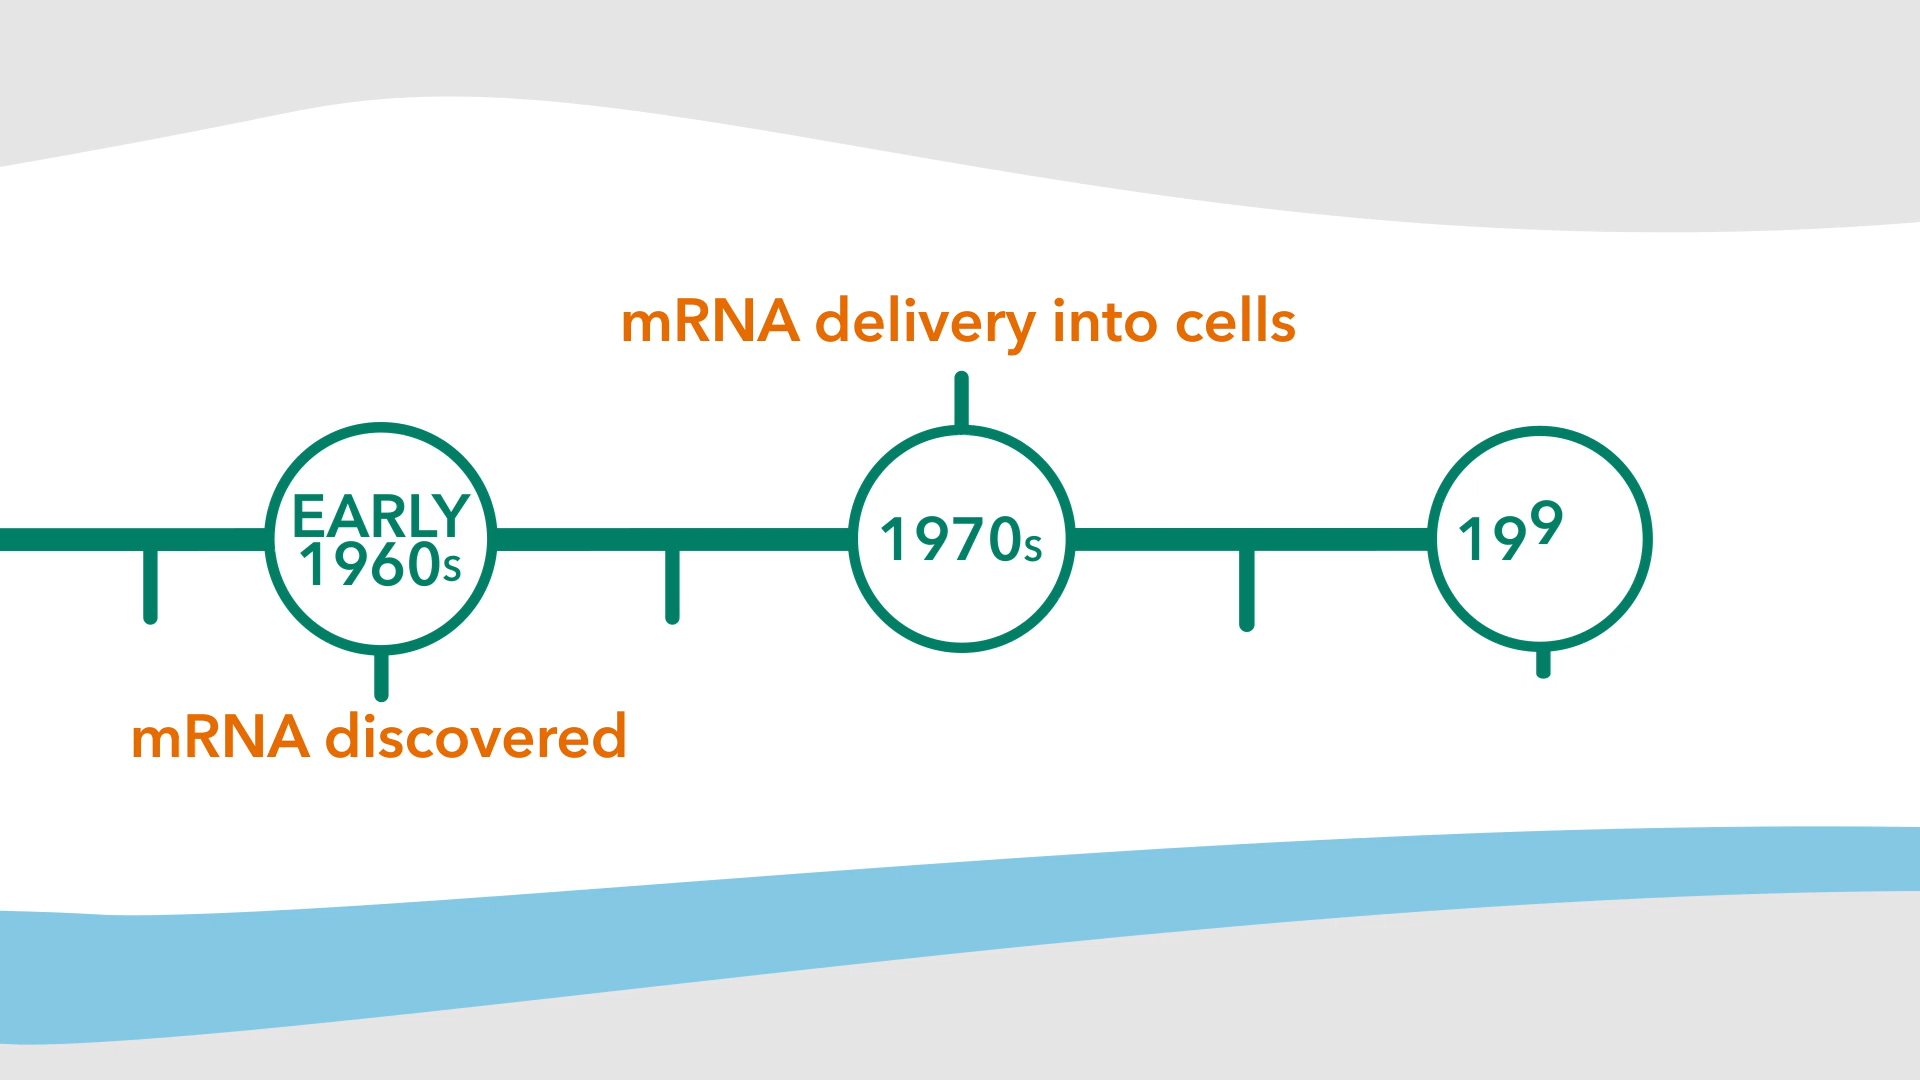 mRNA delivery into cells
EARLY
1960s
1970s
199
mRNA discovered